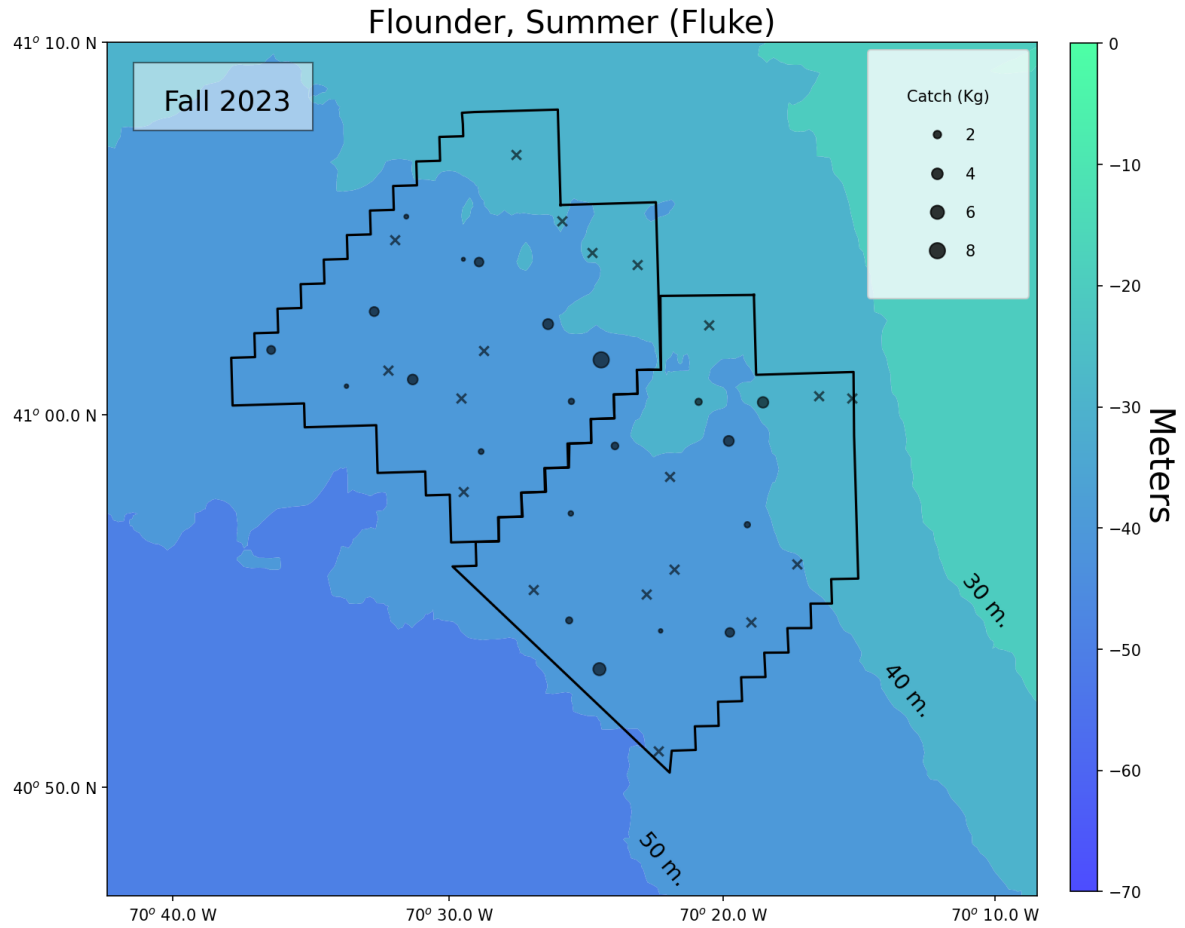 Flounder, Summer (Fluke)
41° 10.0 N
41° 00.0 N
40° 50.0 N
Fall 2023
Catch (Kg)
2
4
6
8
30 m.
40 m.
50 m.
70° 40.0 W
70° 30.0 W
70° 20.0 W
70° 10.0 W
0
−10
−20
−30
−40
−50
−60
−70
Meters